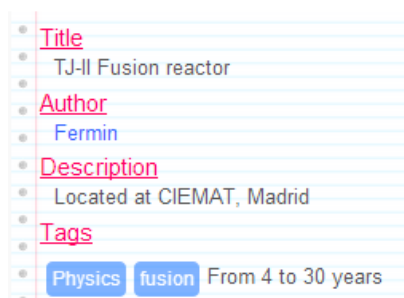 Title
TJ-II Fusion reactor
Author
Fermin
Description
Located at CIEMAT, Madrid
Tags
Physics fusion From 4 to 30 years